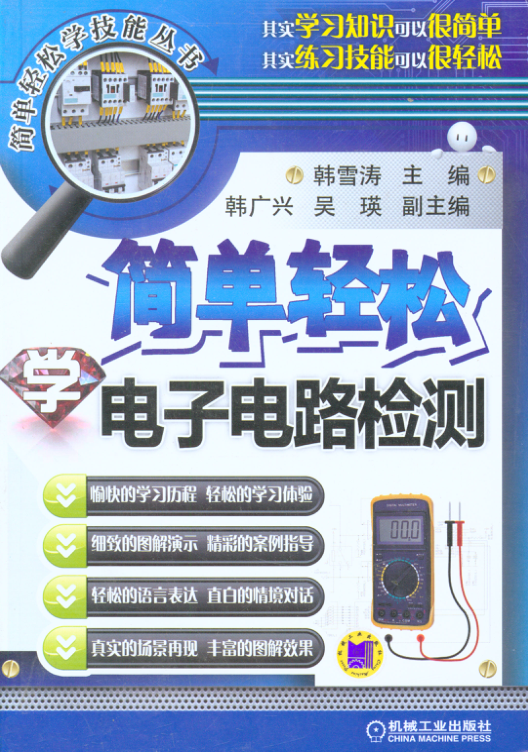 简单轻松学技能丛书
其实学习知识可以很简单
其实练习技能可以很轻松
韩雪涛 主 编
韩广兴 吴 瑛 副主编
简单轻松
学
电子电路检测
愉快的学习历程 轻松的学习体验
细致的图解演示 精彩的案例指导
轻松的语言表达 直白的情境对话
真实的场景再现 丰富的图解效果
000
机械工业出版社
CHINA MACHINE PRESS